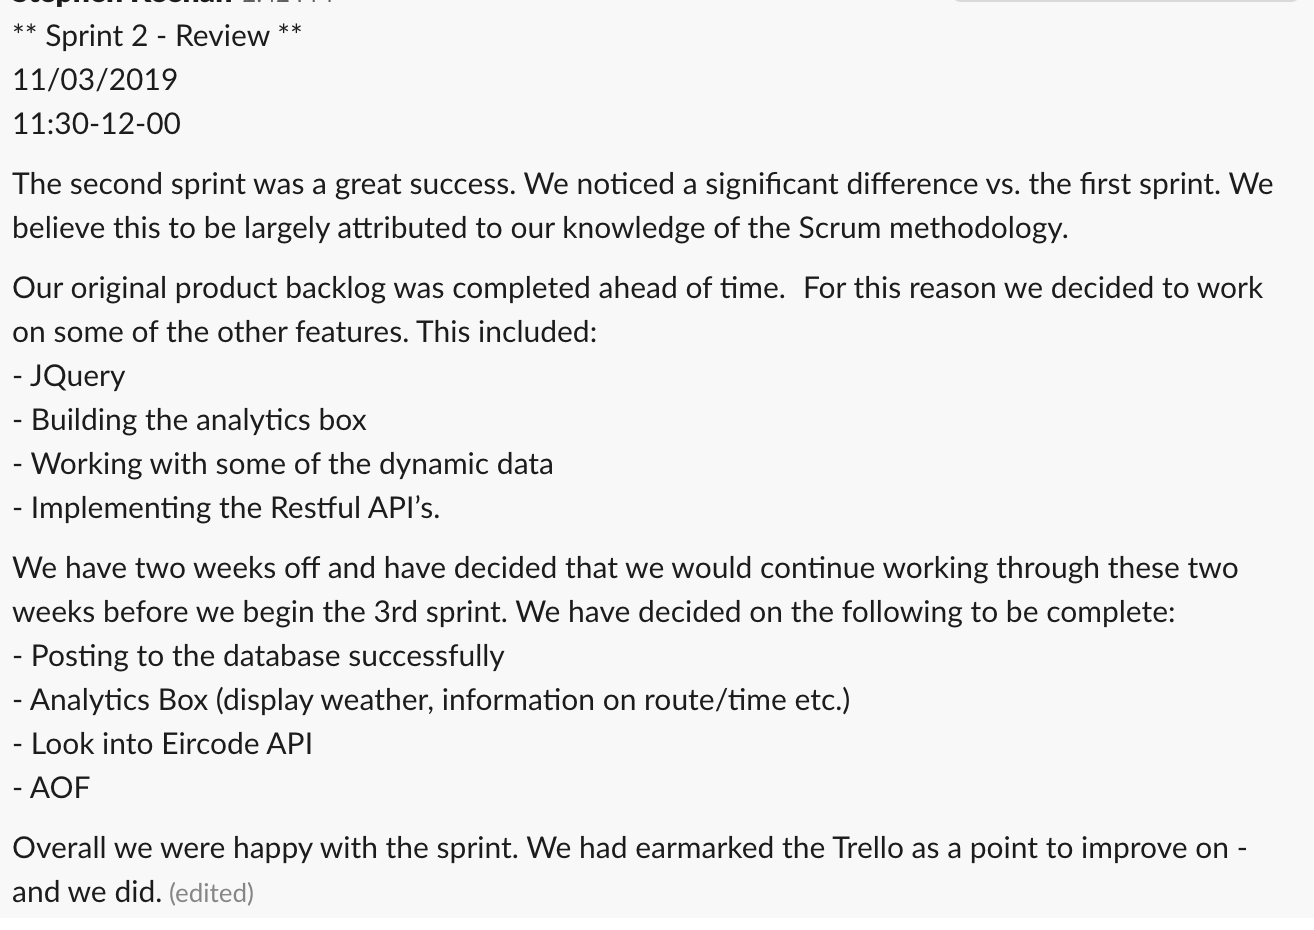 ** Sprint 2 - Review **
11/03/2019
11:30-12-00
The second sprint was a great success. We noticed a significant difference vs. the first sprint. We
believe this to be largely attributed to our knowledge of the Scrum methodology.
Our original product backlog was completed ahead of time.  For this reason we decided to work
on some of the other features. This included:
- JQuery
- Building the analytics box
- Working with some of the dynamic data
- Implementing the Restful API’s.
We have two weeks off and have decided that we would continue working through these two
weeks before we begin the 3rd sprint. We have decided on the following to be complete:
- Posting to the database successfully
- Analytics Box (display weather, information on route/time etc.)
- Look into Eircode API
- AOF
Overall we were happy with the sprint. We had earmarked the Trello as a point to improve on -
and we did. (edited)